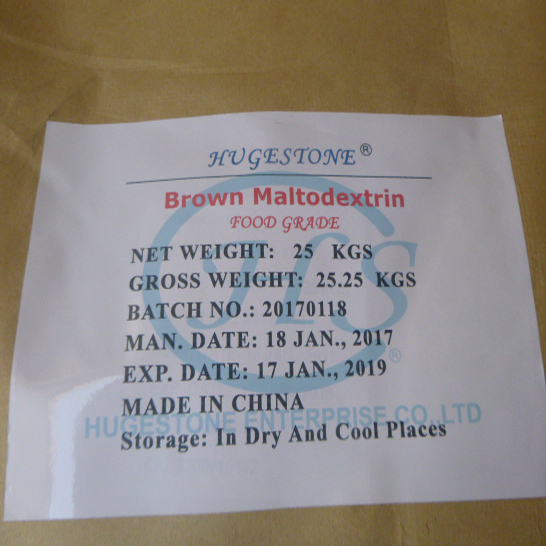 HUGESTONE®
Brown Maltodextrin
FOOD GRADE
NET WEIGHT: 25 KGS
GROSS WEIGHT: 25.25 KGS
BATCH NO.: 20170118
MAN. DATE: 18 JAN., 2017
EXP. DATE: 17 JAN., 2019
MADE IN CHINA
HUGESTONE ENTERPRISE CO., LTD
Storage: In Dry And Cool Places